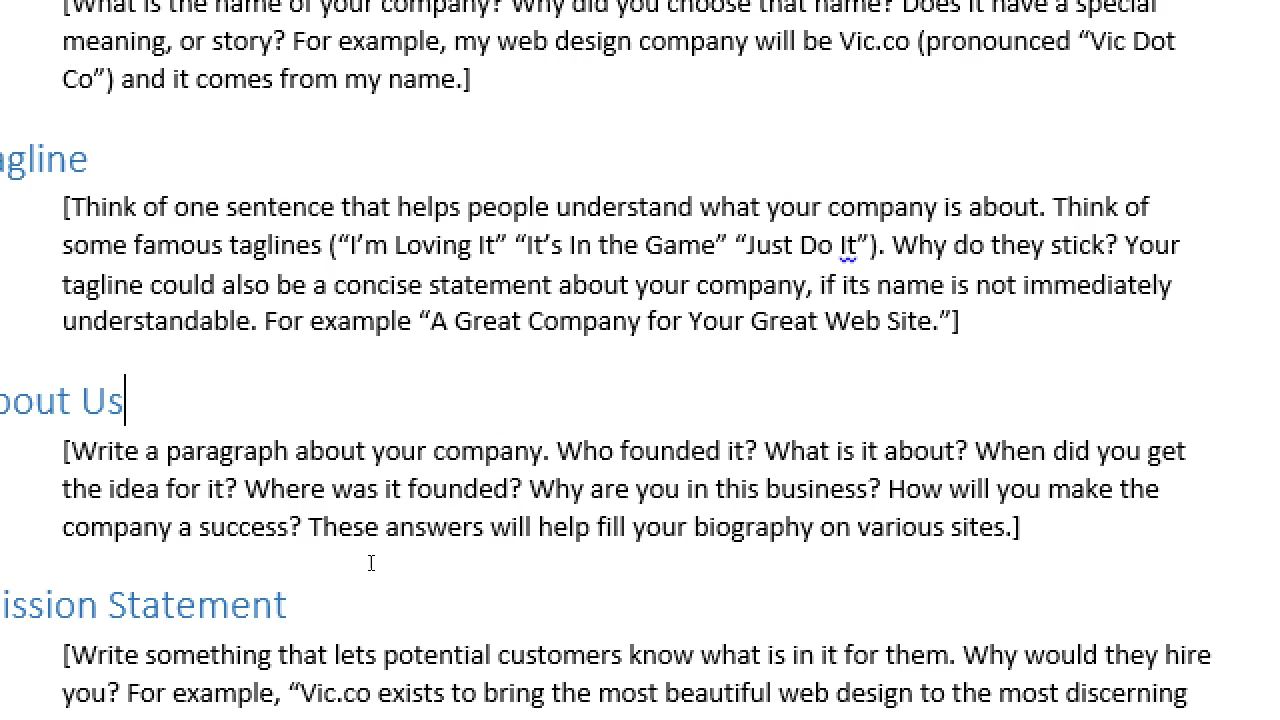 [What is the name of your company? Why did you choose that name? Does it have a special
meaning, or story? For example, my web design company will be Vic.co (pronounced “Vic Dot
Co”) and it comes from my name.]
agline
[Think of one sentence that helps people understand what your company is about. Think of
some famous taglines (“I’m Loving It” “It’s In the Game” “Just Do It”). Why do they stick? Your
tagline could also be a concise statement about your company, if its name is not immediately
understandable. For example “A Great Company for Your Great Web Site.”]
bout Us
[Write a paragraph about your company. Who founded it? What is it about? When did you get
the idea for it? Where was it founded? Why are you in this business? How will you make the
company a success? These answers will help fill your biography on various sites.]
ission Statement
[Write something that lets potential customers know what is in it for them. Why would they hire
you? For example, “Vic.co exists to bring the most beautiful web design to the most discerning